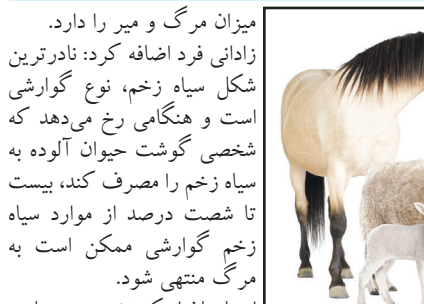 میزان مرگ و میر را دارد.
زادانی فرد اضافه کرد: نادرترین
شکل سیاه زخم، نوع گوارشی
است و هنگامی رخ می‌دهد که
شخصی گوشت حیوان آلوده به
سیاه زخم را مصرف کند، بیست
تا شصت درصد از موارد سیاه
زخم گوارشی ممکن است به
مرگ منتهی شود.